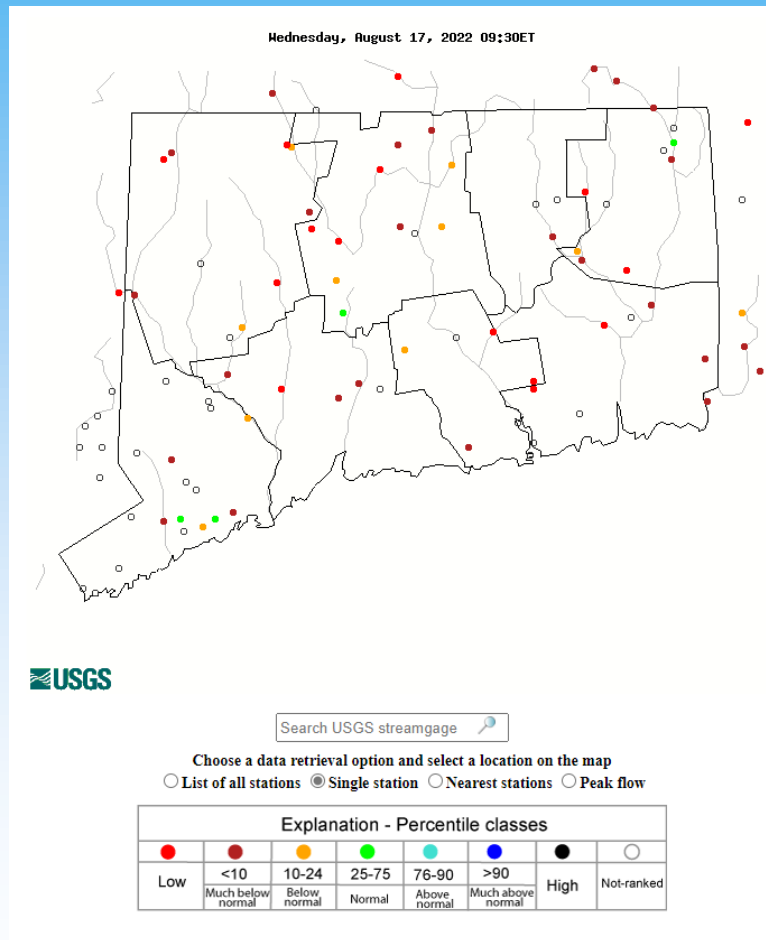 Wednesday, August 17, 2022 09:30ET
USGS
Search USGS streamgage
Choose a data retrieval option and select a location on the map
List of all stations Single station Nearest stations Peak flow
Explanation - Percentile classes
Low <10 10-24 25-75 76-90 >90 High Not-ranked
Much below normal Below normal Normal Above normal Much above normal